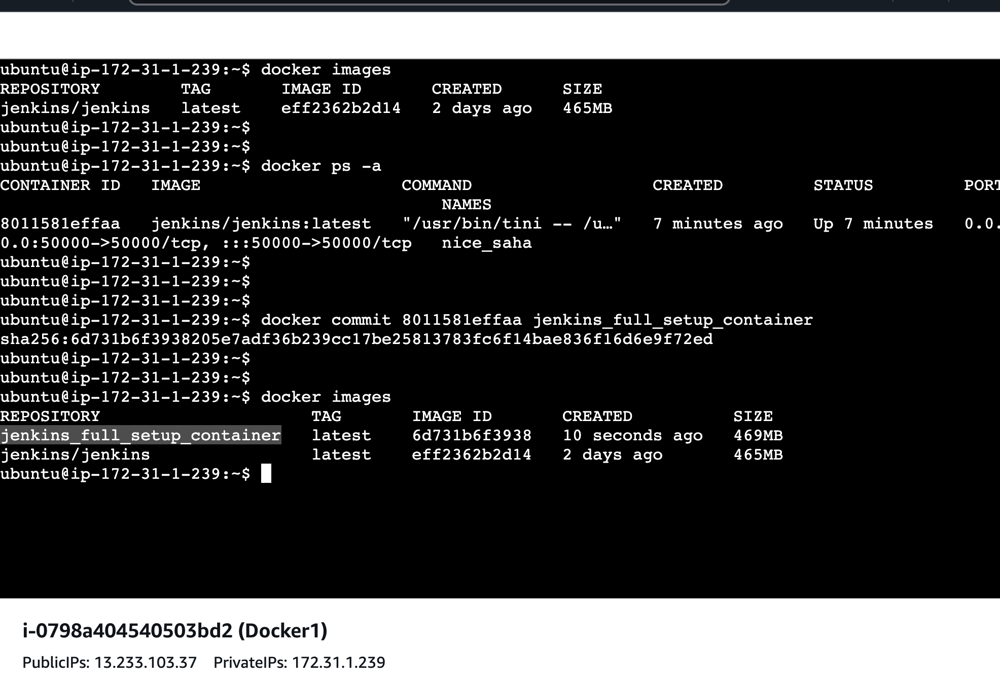 ubuntu@ip-172-31-1-239:~$ docker images
REPOSITORY TAG IMAGE ID CREATED SIZE
jenkins/jenkins latest eff2362b2d14 2 days ago 465MB
ubuntu@ip-172-31-1-239:~$
ubuntu@ip-172-31-1-239:~$
ubuntu@ip-172-31-1-239:~$ docker ps -a
CONTAINER ID IMAGE COMMAND CREATED STATUS PORT
NAMES
8011581effaa jenkins/jenkins:latest "/usr/bin/tini -- /u…" 7 minutes ago Up 7 minutes 0.0.
0.0:50000->50000/tcp, :::50000->50000/tcp nice_saha
ubuntu@ip-172-31-1-239:~$
ubuntu@ip-172-31-1-239:~$
ubuntu@ip-172-31-1-239:~$
ubuntu@ip-172-31-1-239:~$ docker commit 8011581effaa jenkins_full_setup_container
sha256:6d731b6f3938205e7adf36b239cc17be25813783fc6f14bae836f16d6e9f72ed
ubuntu@ip-172-31-1-239:~$
ubuntu@ip-172-31-1-239:~$
ubuntu@ip-172-31-1-239:~$ docker images
REPOSITORY TAG IMAGE ID CREATED SIZE
jenkins_full_setup_container latest 6d731b6f3938 10 seconds ago 469MB
jenkins/jenkins latest eff2362b2d14 2 days ago 465MB
ubuntu@ip-172-31-1-239:~$
i-0798a404540503bd2 (Docker1)
PublicIPs: 13.233.103.37 PrivateIPs: 172.31.1.239